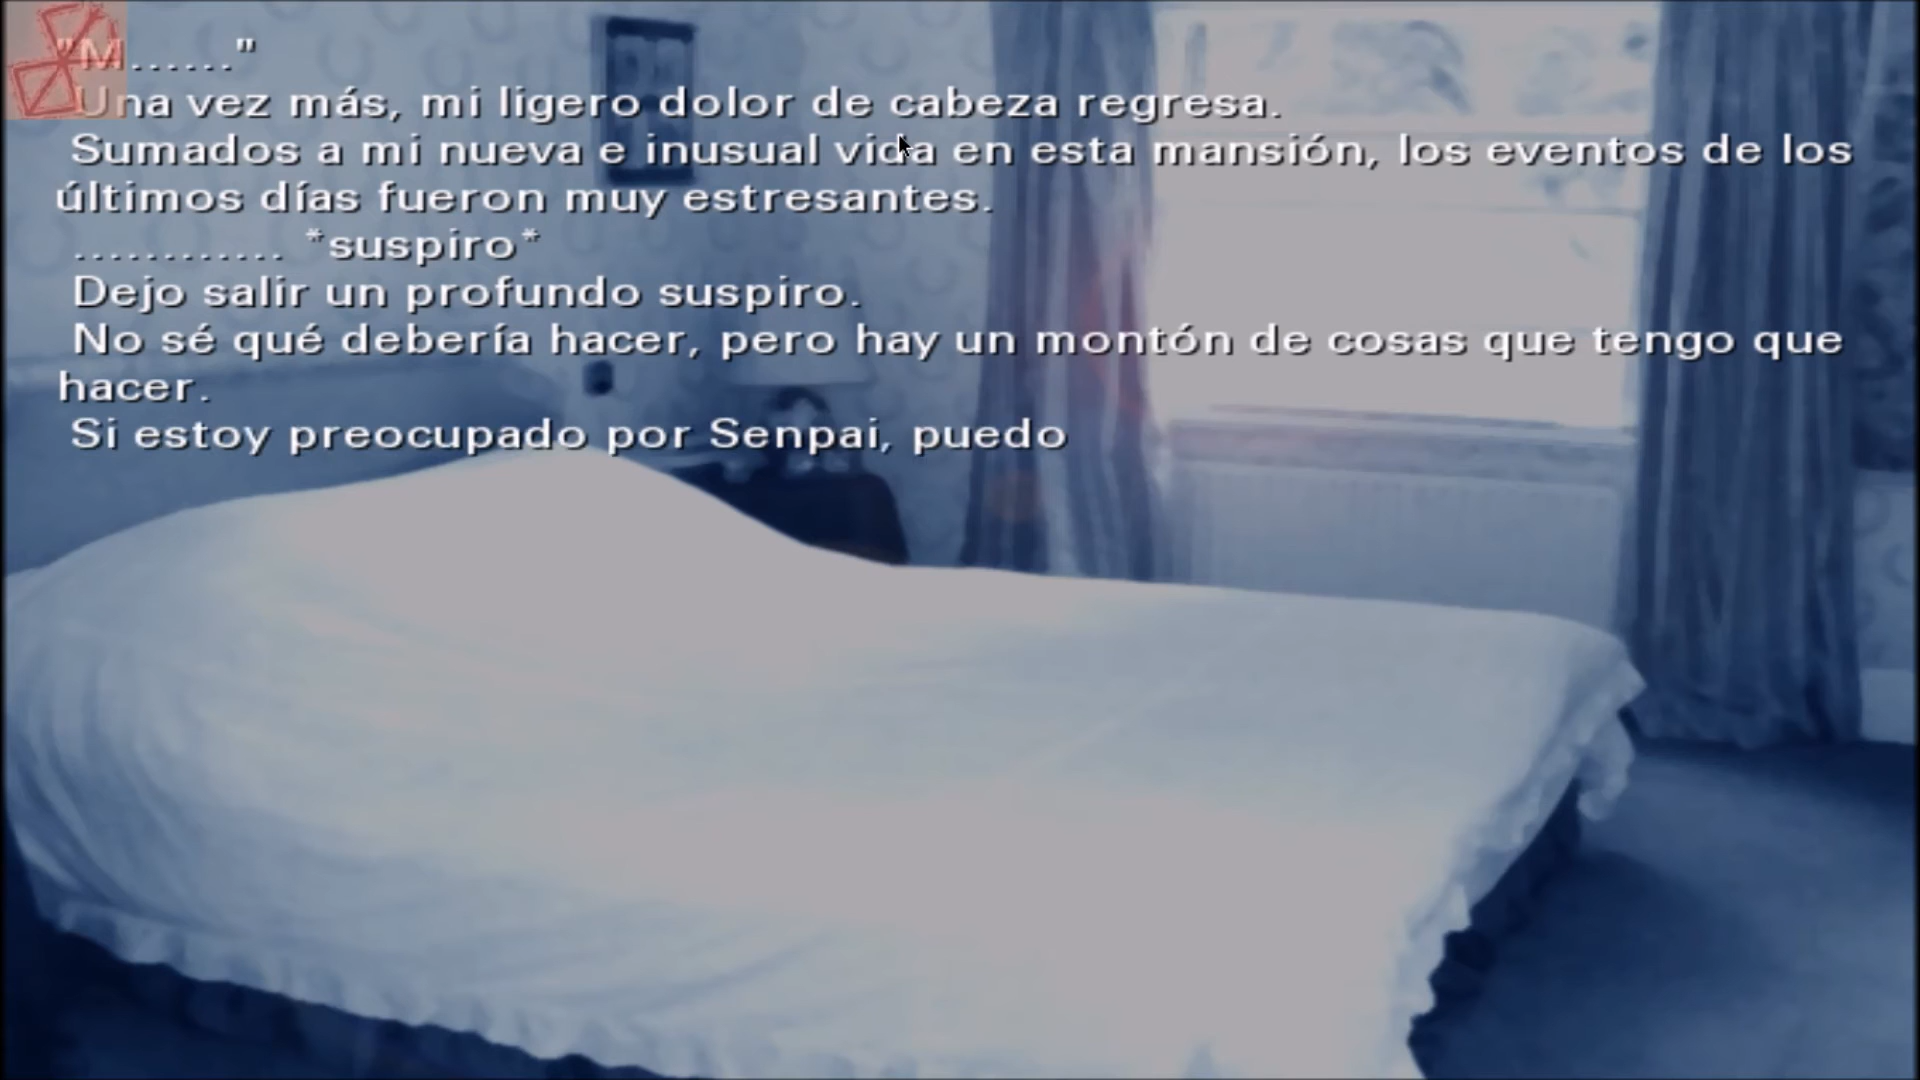 "M......"
Una vez más, mi ligero dolor de cabeza regresa.
Sumados a mi nueva e inusual vida en esta mansión, los eventos de los
últimos días fueron muy estresantes.
............ *suspiro*
Dejo salir un profundo suspiro.
No sé qué debería hacer, pero hay un montón de cosas que tengo que
hacer.
Si estoy preocupado por Senpai, puedo